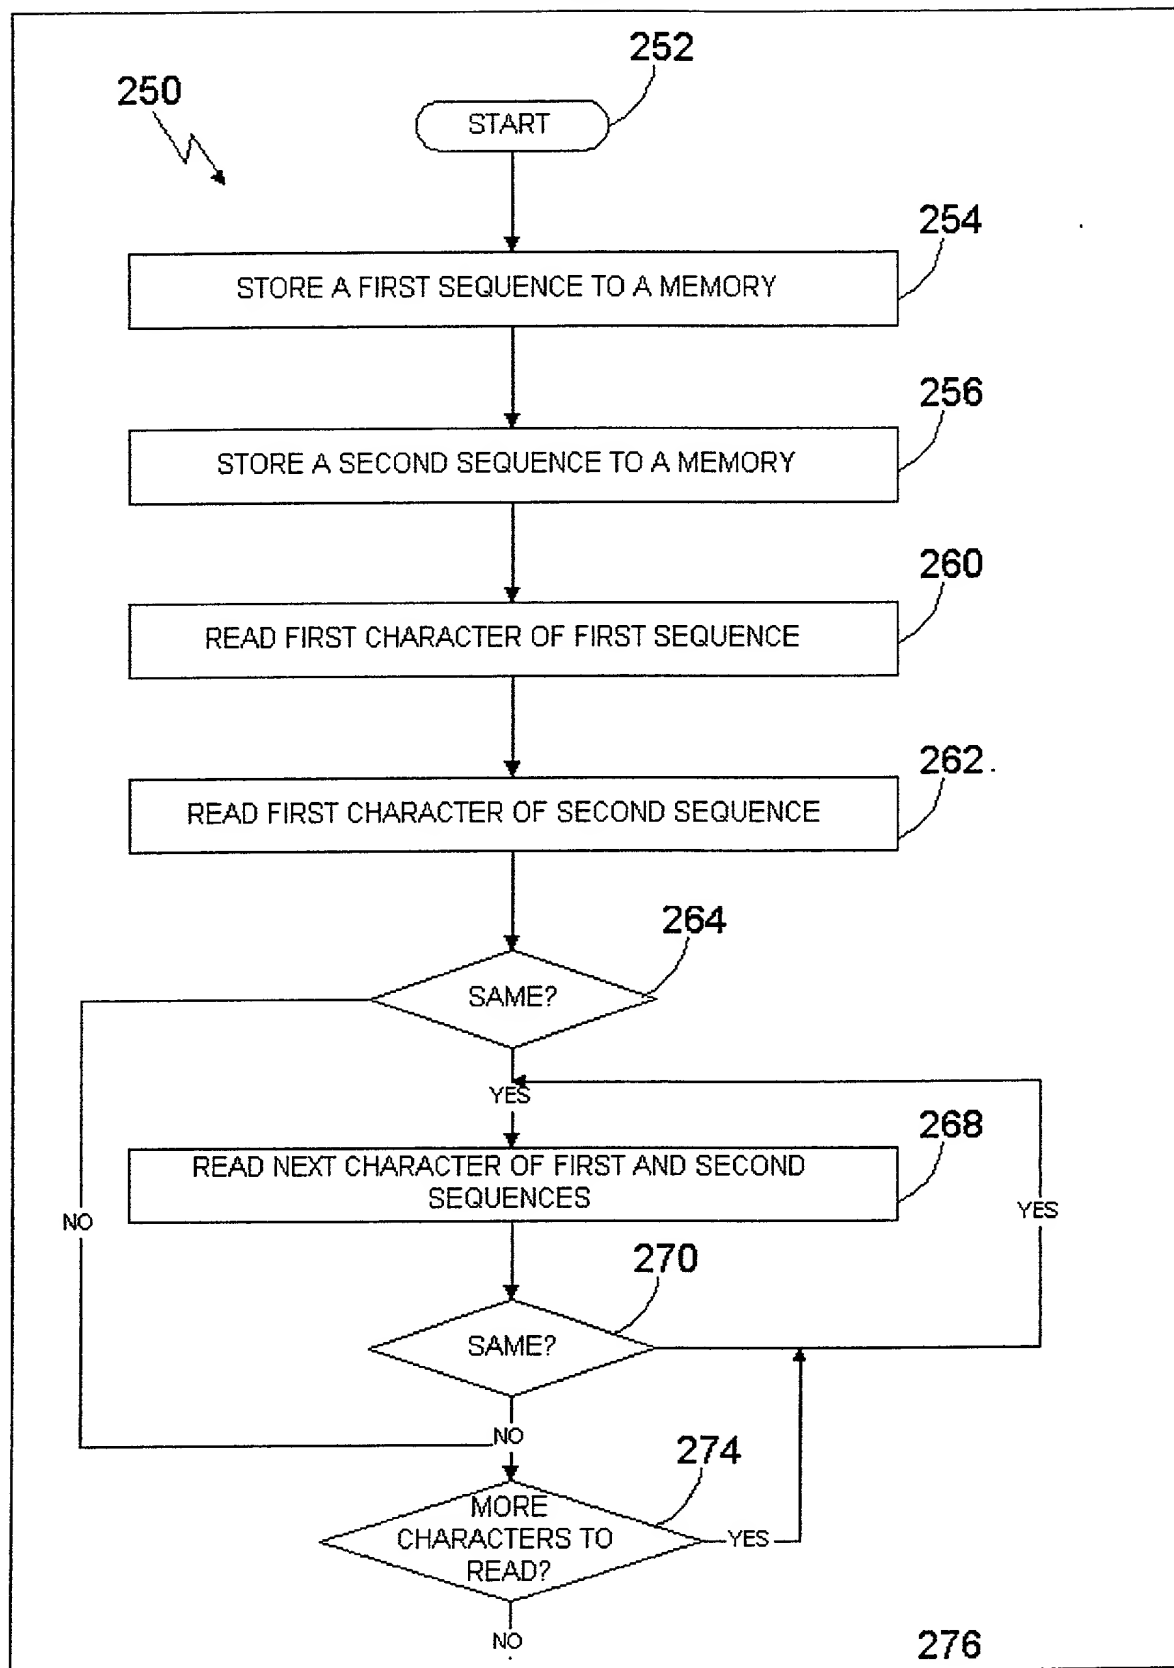 252
250
START
254
STORE A FIRST SEQUENCE TO A MEMORY
256
STORE A SECOND SEQUENCE TO A MEMORY
260
READ FIRST CHARACTER OF FIRST SEQUENCE
262
READ FIRST CHARACTER OF SECOND SEQUENCE
264
SAME?
YES
268
READ NEXT CHARACTER OF FIRST AND SECOND
SEQUENCES
NO
YES
270
SAME?
NO
274
MORE
CHARACTERS TO
READ?
YES
NO
276